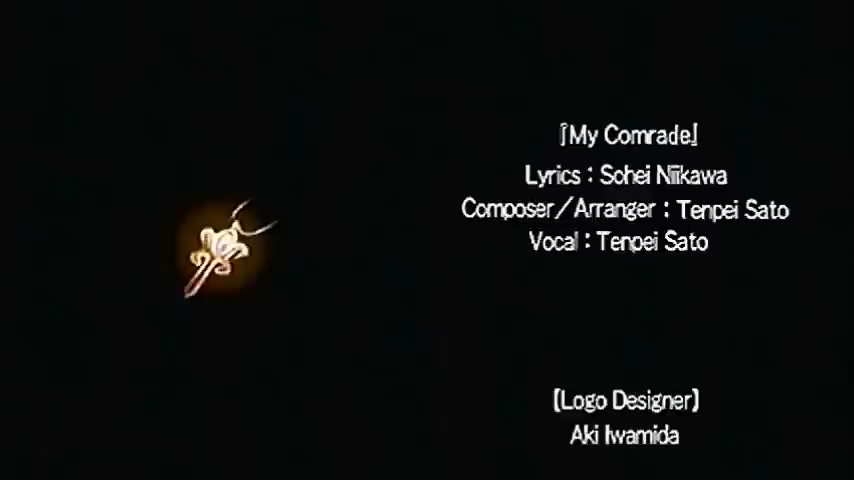 『My Comrade』
Lyrics：Sohei Niikawa
Composer／Arranger：Tenpei Sato
Vocal：Tenpei Sato
【Logo Designer】
Aki Iwamida